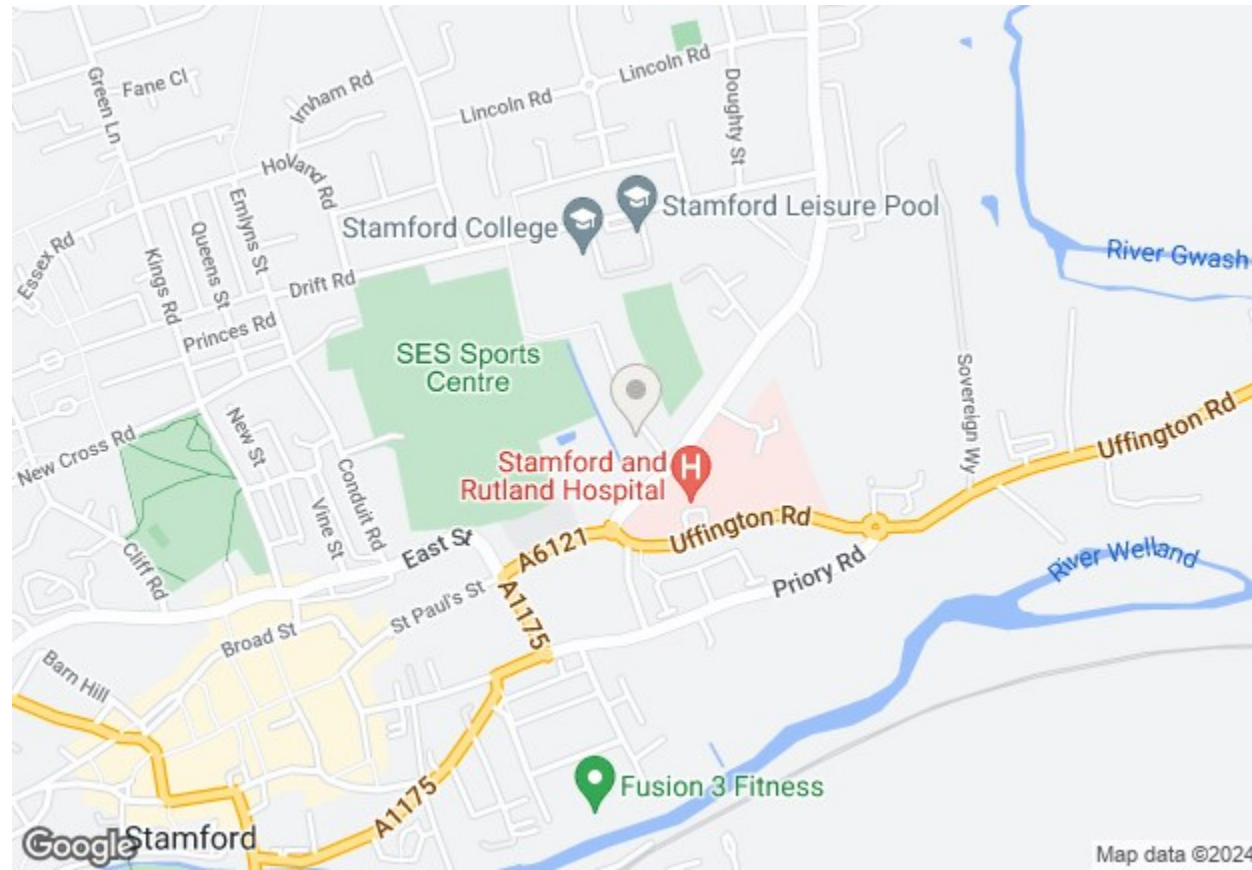 Fane Cl
Green Ln
Irnham Rd
Lincoln Rd
Lincoln Rd
Doughty St
Holland Rd
Emlyns St
Queens St
Kings Rd
Essex Rd
Stamford College
Stamford Leisure Pool
River Gwash
Drift Rd
Princes Rd
SES Sports
Centre
Sovereign Wy
Uffington Rd
New Cross Rd
New St
Vine St
Conduit Rd
Stamford and
Rutland Hospital
H
Uffington Rd
Cliff Rd
East St
A6121
St Paul's St
A1175
Priory Rd
River Welland
Broad St
Barn Hill
Fusion 3 Fitness
A1175
Stamford
Google
Map data ©2024